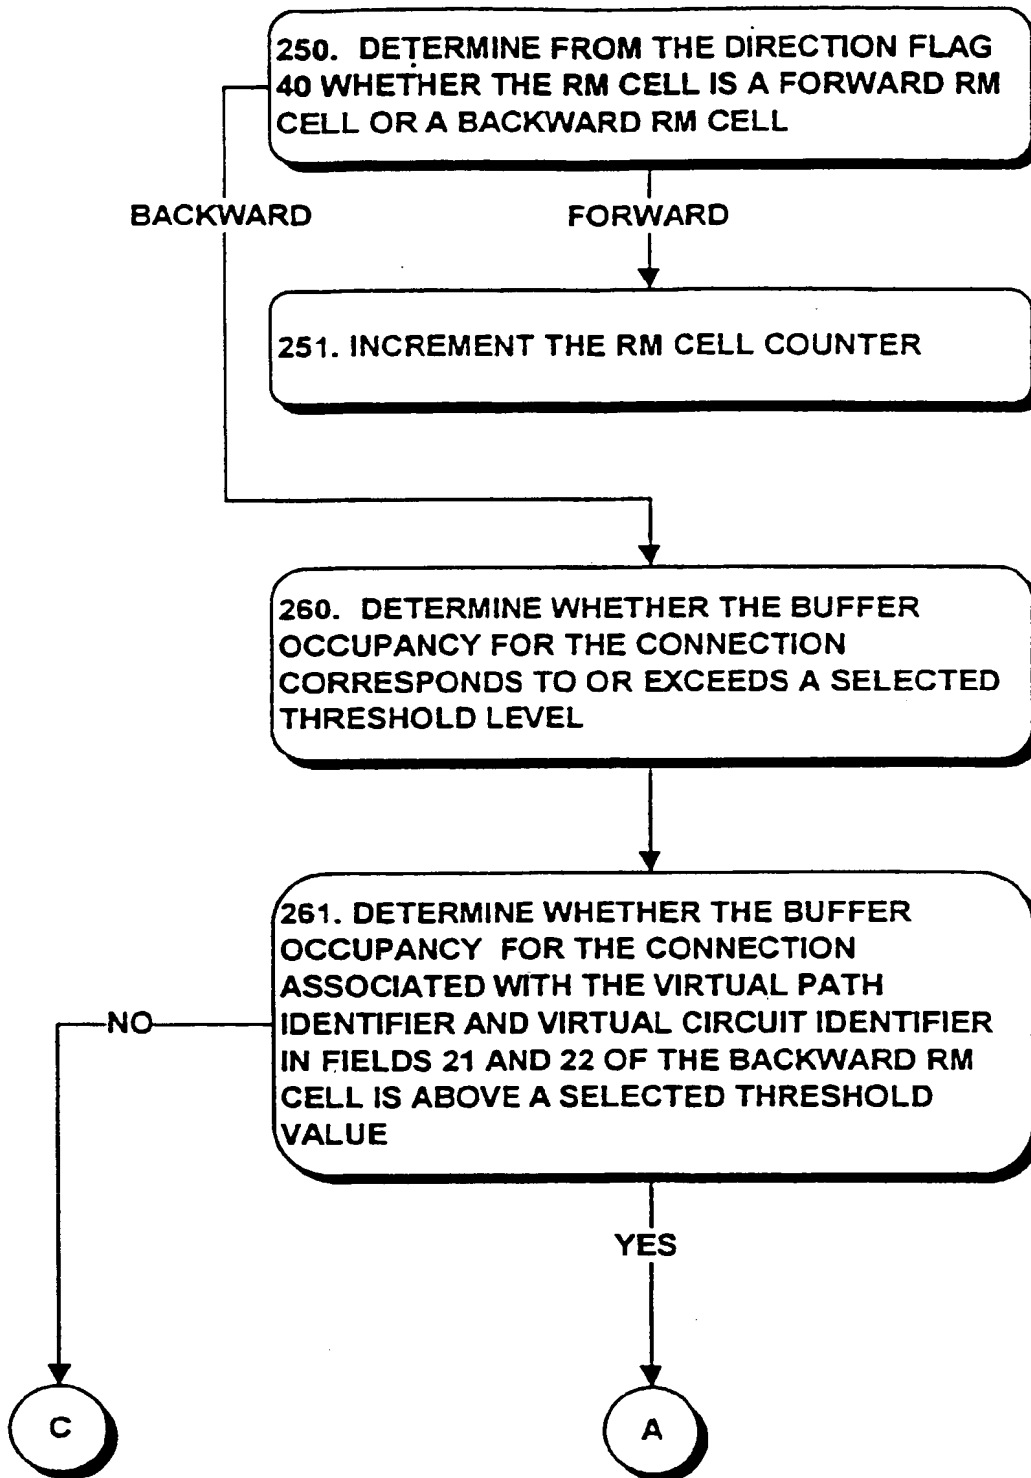 250. DETERMINE FROM THE DIRECTION FLAG
40 WHETHER THE RM CELL IS A FORWARD RM
CELL OR A BACKWARD RM CELL
BACKWARD
FORWARD
251. INCREMENT THE RM CELL COUNTER
260. DETERMINE WHETHER THE BUFFER
OCCUPANCY FOR THE CONNECTION
CORRESPONDS TO OR EXCEEDS A SELECTED
THRESHOLD LEVEL
261. DETERMINE WHETHER THE BUFFER
OCCUPANCY FOR THE CONNECTION
ASSOCIATED WITH THE VIRTUAL PATH
IDENTIFIER AND VIRTUAL CIRCUIT IDENTIFIER
IN FIELDS 21 AND 22 OF THE BACKWARD RM
CELL IS ABOVE A SELECTED THRESHOLD
VALUE
NO
YES
C
A